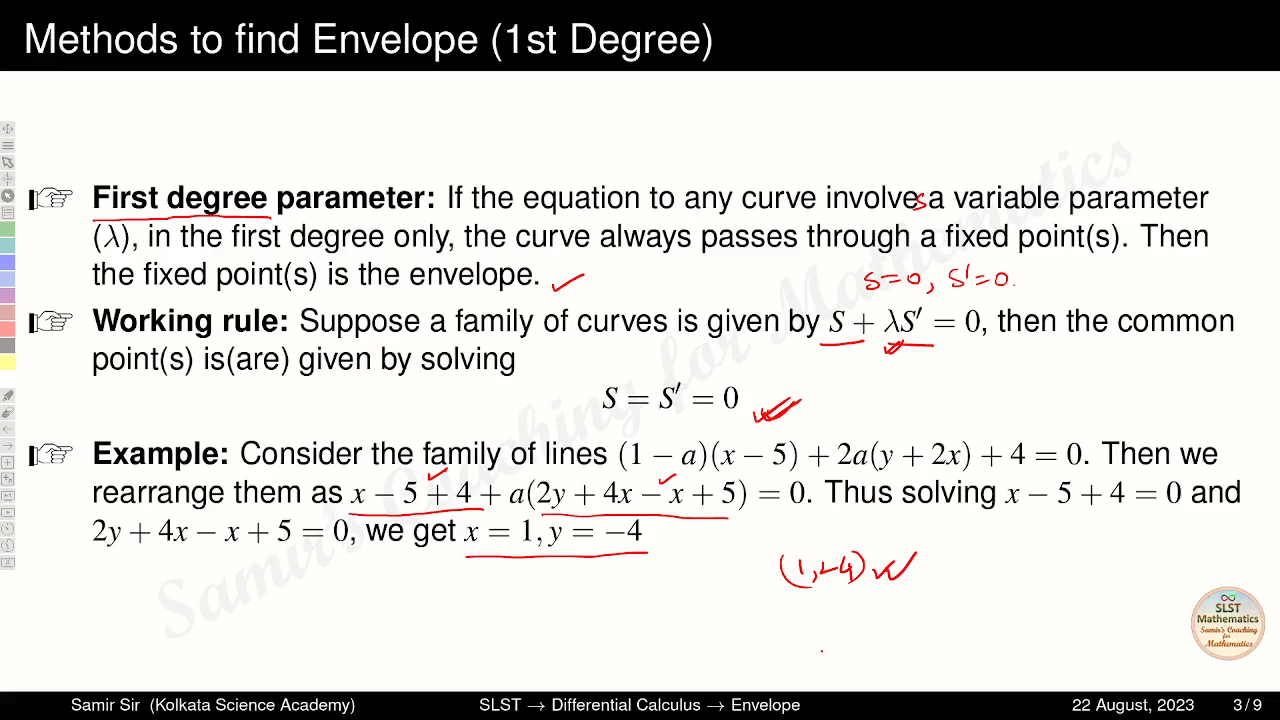 Methods to find Envelope (1st Degree)
First degree parameter: If the equation to any curve involves a variable parameter
(λ), in the first degree only, the curve always passes through a fixed point(s). Then
the fixed point(s) is the envelope.
s=0, s'=0.
Working rule: Suppose a family of curves is given by S + λS′ = 0, then the common
point(s) is(are) given by solving
S = S′ = 0
Example: Consider the family of lines (1 − a)(x − 5) + 2a(y + 2x) + 4 = 0. Then we
rearrange them as x − 5 + 4 + a(2y + 4x − x + 5) = 0. Thus solving x − 5 + 4 = 0 and
2y + 4x − x + 5 = 0, we get x = 1, y = −4
(1,-4)
Samir's Coaching for Mathematics
∞
SLST
Mathematics
Samir's Coaching
for
Mathematics
Samir Sir (Kolkata Science Academy) SLST → Differential Calculus → Envelope 22 August, 2023 3 / 9